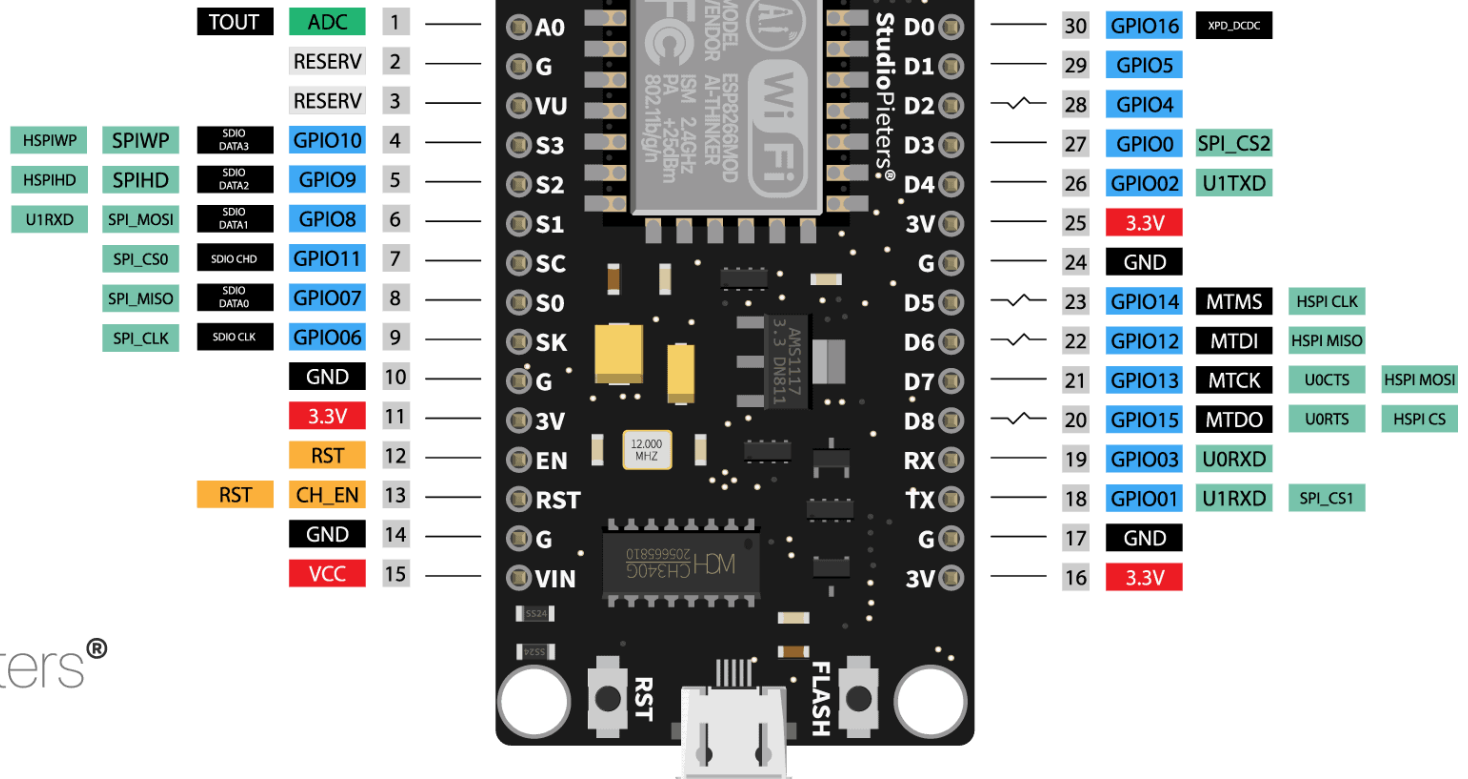 TOUT ADC 1 A0 D0 30 GPIO16 XPD_DCDC
RESERV 2 G D1 29 GPIO5
RESERV 3 VU D2 28 GPIO4
HSPIWP SPIWP SDIO DATA3 GPIO10 4 S3 D3 27 GPIO0 SPI_CS2
HSPIHD SPIHD SDIO DATA2 GPIO9 5 S2 D4 26 GPIO02 U1TXD
U1RXD SPI_MOSI SDIO DATA1 GPIO8 6 S1 3V 25 3.3V
SPI_CS0 SDIO CHD GPIO11 7 SC G 24 GND
SPI_MISO SDIO DATA0 GPIO07 8 S0 D5 23 GPIO14 MTMS HSPI CLK
SPI_CLK SDIO CLK GPIO06 9 SK D6 22 GPIO12 MTDI HSPI MISO
GND 10 G D7 21 GPIO13 MTCK U0CTS HSPI MOSI
3.3V 11 3V D8 20 GPIO15 MTDO U0RTS HSPI CS
RST 12 EN RX 19 GPIO03 U0RXD
RST CH_EN 13 RST TX 18 GPIO01 U1RXD SPI_CS1
GND 14 G G 17 GND
VCC 15 VIN 3V 16 3.3V
StudioPieters®
MODEL
VENDOR
ESP8266MOD
AI-THINKER
ISM 2.4GHz
PA +25dBm
802.11b/g/n
FC
A.i
Wi Fi
AMS1117
3.3 DN811
12.000
MHZ
WCH
CH340G
205665810
SS24
SS24
RST
FLASH
ters®